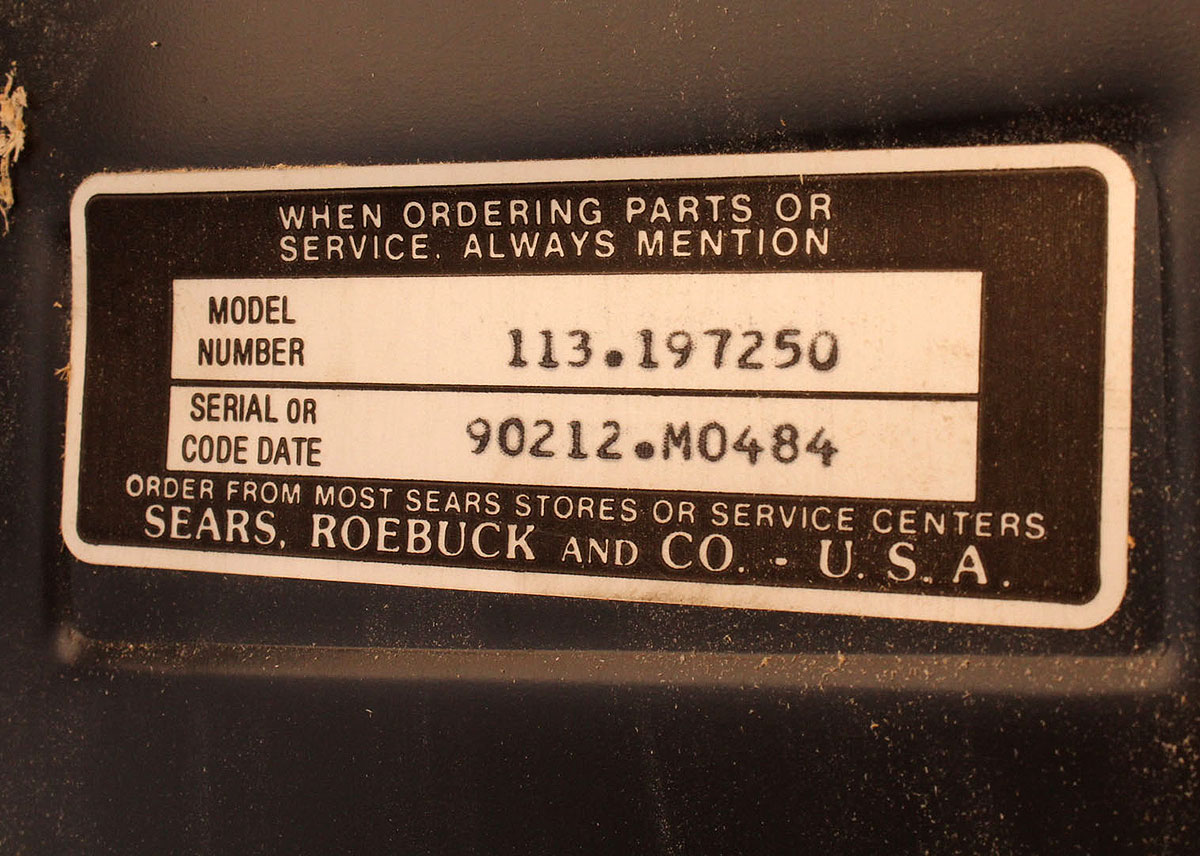 WHEN ORDERING PARTS OR
SERVICE. ALWAYS MENTION
MODEL
NUMBER
113.197250
SERIAL OR
CODE DATE
90212.M0484
ORDER FROM MOST SEARS STORES OR SERVICE CENTERS
SEARS, ROEBUCK AND CO. - U.S.A.